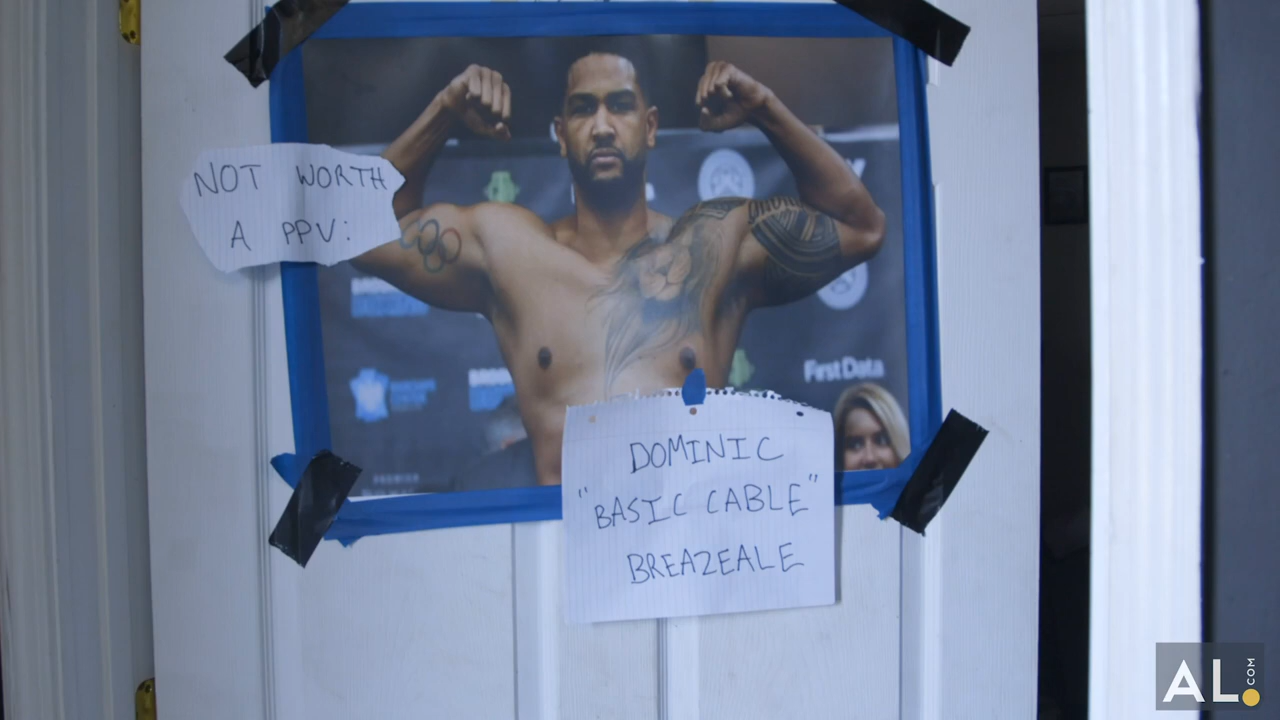 NOT WORTH
A PPV:
First Data
DOMINIC
"BASIC CABLE"
BREAZEALE
AL.COM